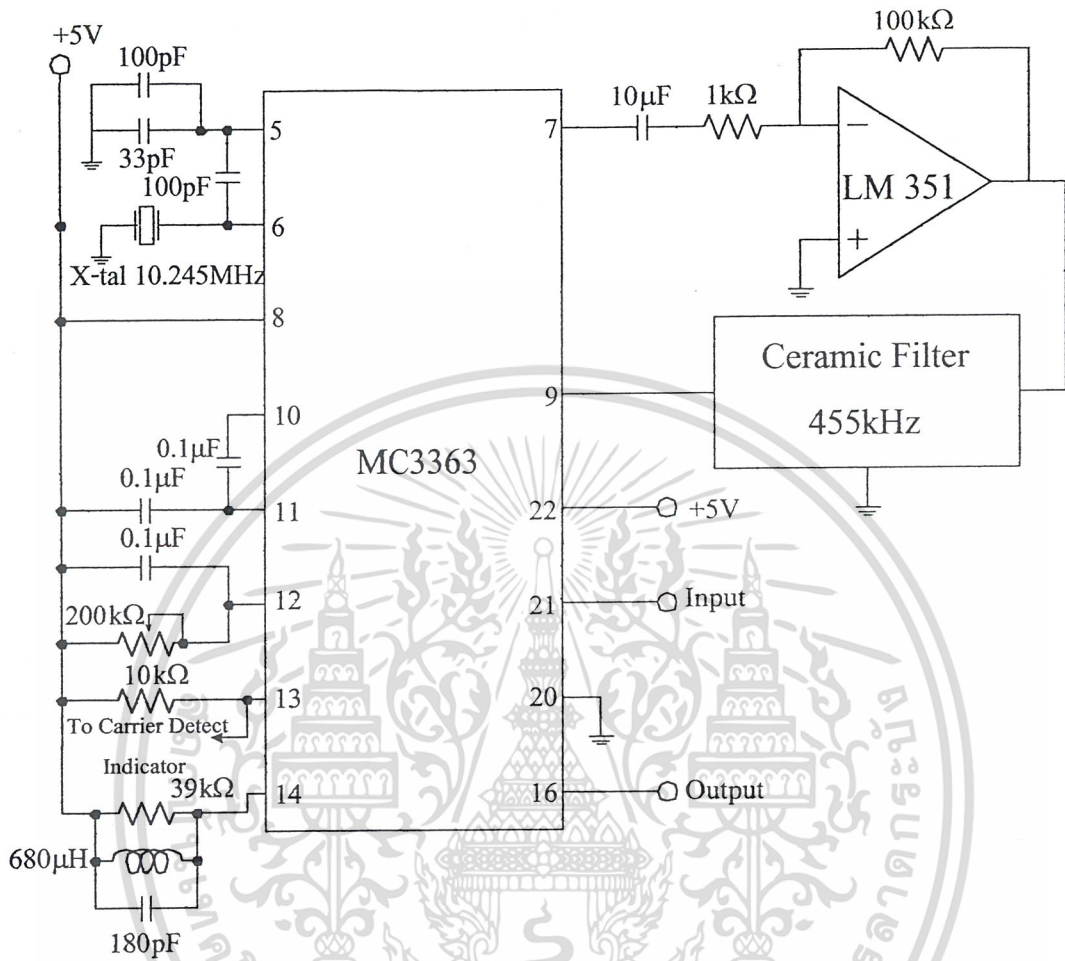 +5V
100pF
33pF
100pF
X-tal 10.245MHz
5
6
8
10
0.1µF
0.1µF
11
0.1µF
12
200kΩ
10kΩ
13
To Carrier Detect
Indicator
39kΩ
14
680µH
180pF
MC3363
7
9
22
21
20
16
10µF
1kΩ
100kΩ
−
LM 351
+
Ceramic Filter
455kHz
+5V
Input
Output